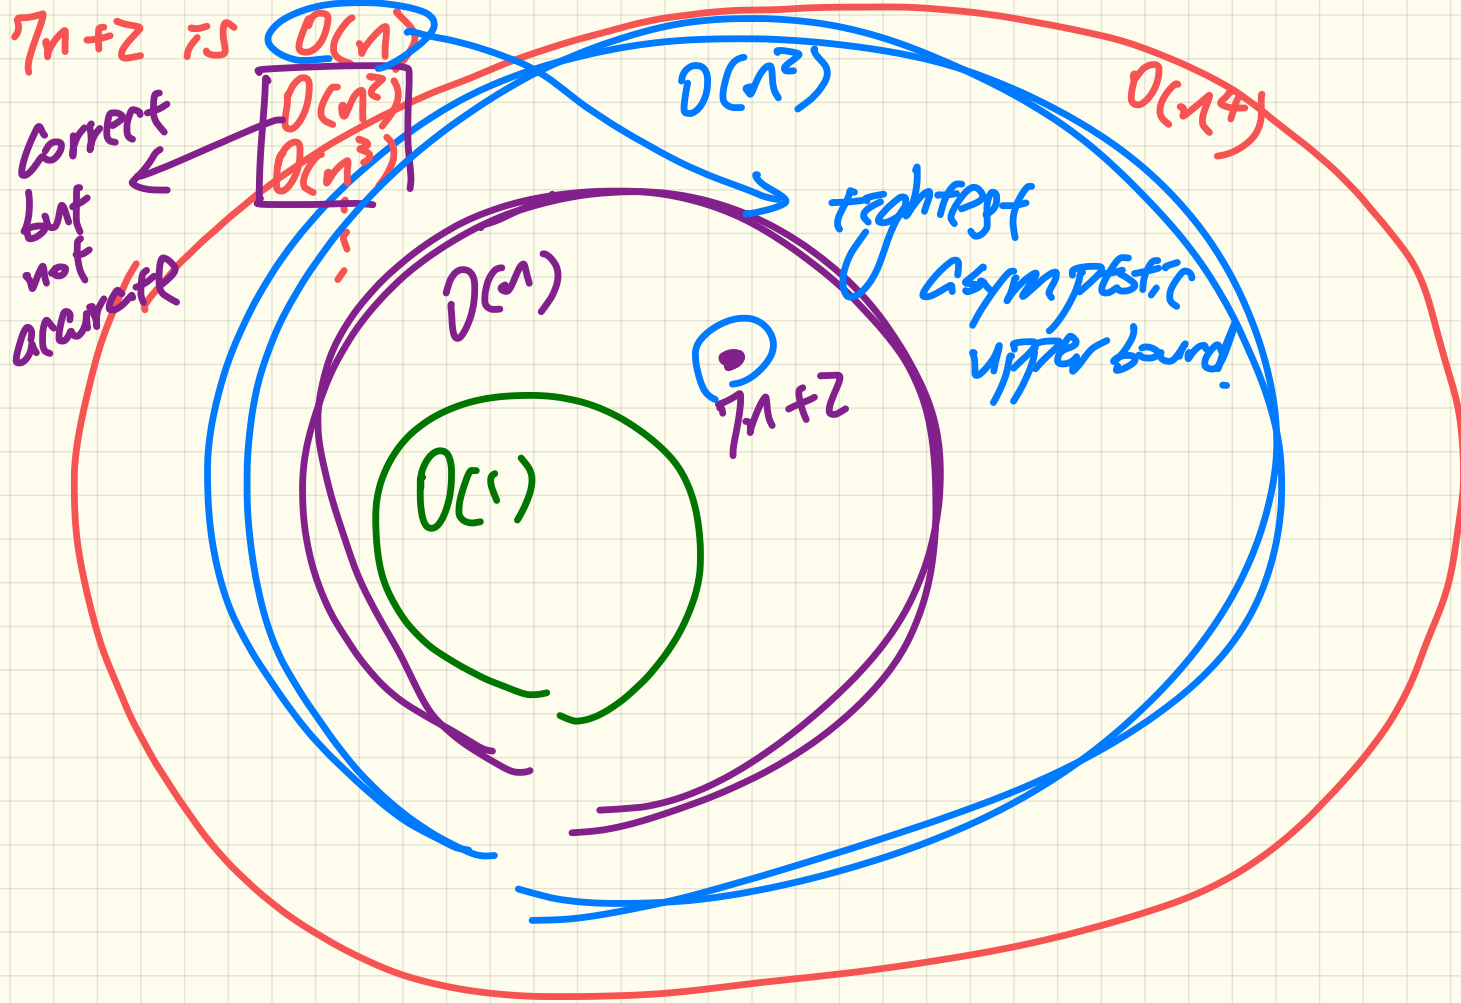 7n+2 is O(n)
O(n²)
O(n³)
correct
but
not
accurate
O(n²)
O(n⁴)
tightest
asymptotic
upper bound.
O(n)
7n+2
O(1)